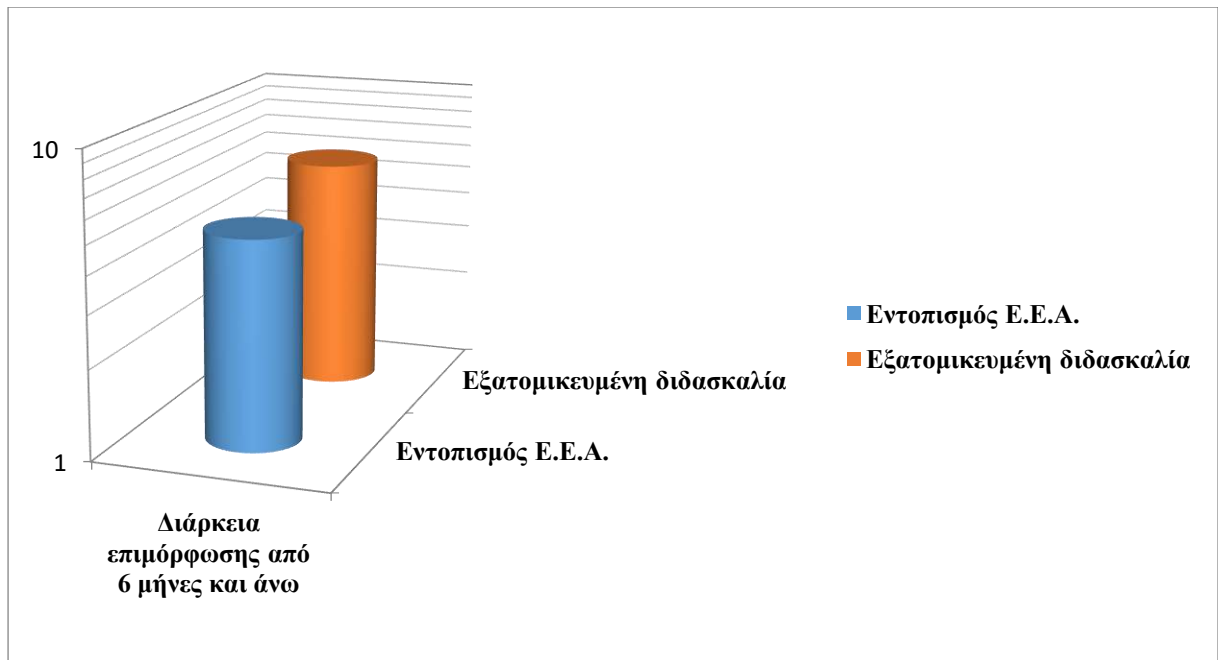 10
1
Εξατομικευμένη διδασκαλία
Εντοπισμός Ε.Ε.Α.
Διάρκεια
επιμόρφωσης από
6 μήνες και άνω
Εντοπισμός Ε.Ε.Α.
Εξατομικευμένη διδασκαλία